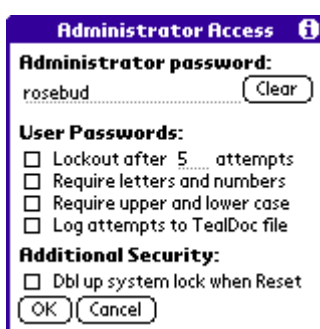 Administrator Access i
Administrator password:
rosebud Clear
User Passwords:
Lockout after 5 attempts
Require letters and numbers
Require upper and lower case
Log attempts to TealDoc file
Additional Security:
Dbl up system lock when Reset
OK Cancel